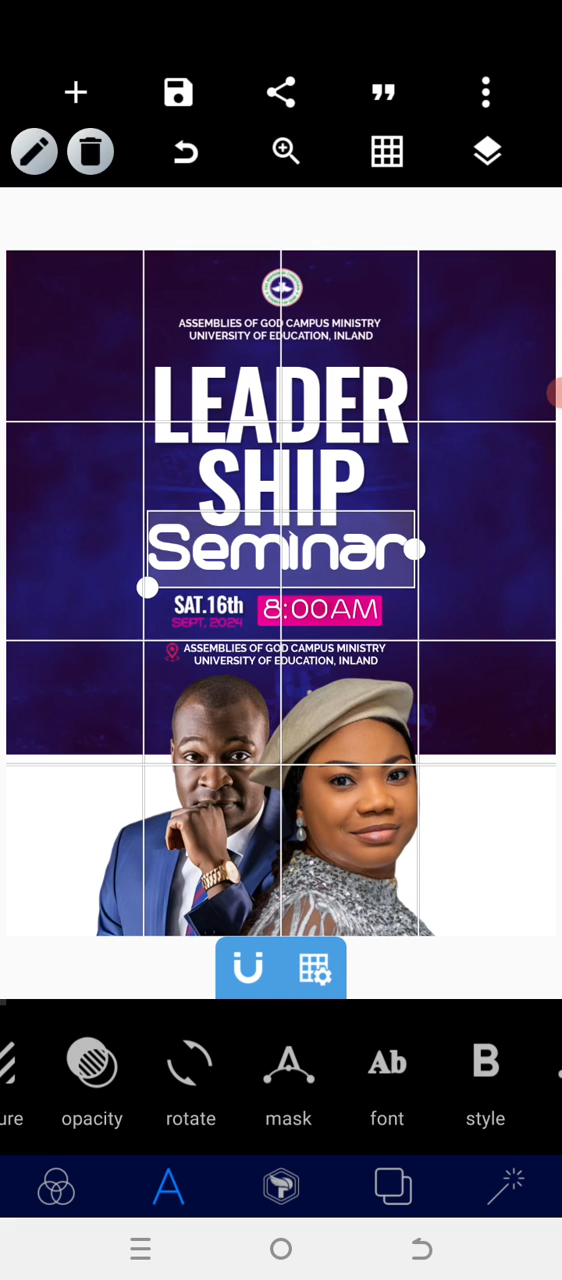 ASSEMBLIES OF GOD CAMPUS MINISTRY
UNIVERSITY OF EDUCATION, INLAND
LEADER
SHIP
Seminar
SAT.16th
SEPT, 2024
8:00AM
ASSEMBLIES OF GOD CAMPUS MINISTRY
UNIVERSITY OF EDUCATION, INLAND
ure
opacity
rotate
mask
Ab
font
B
style